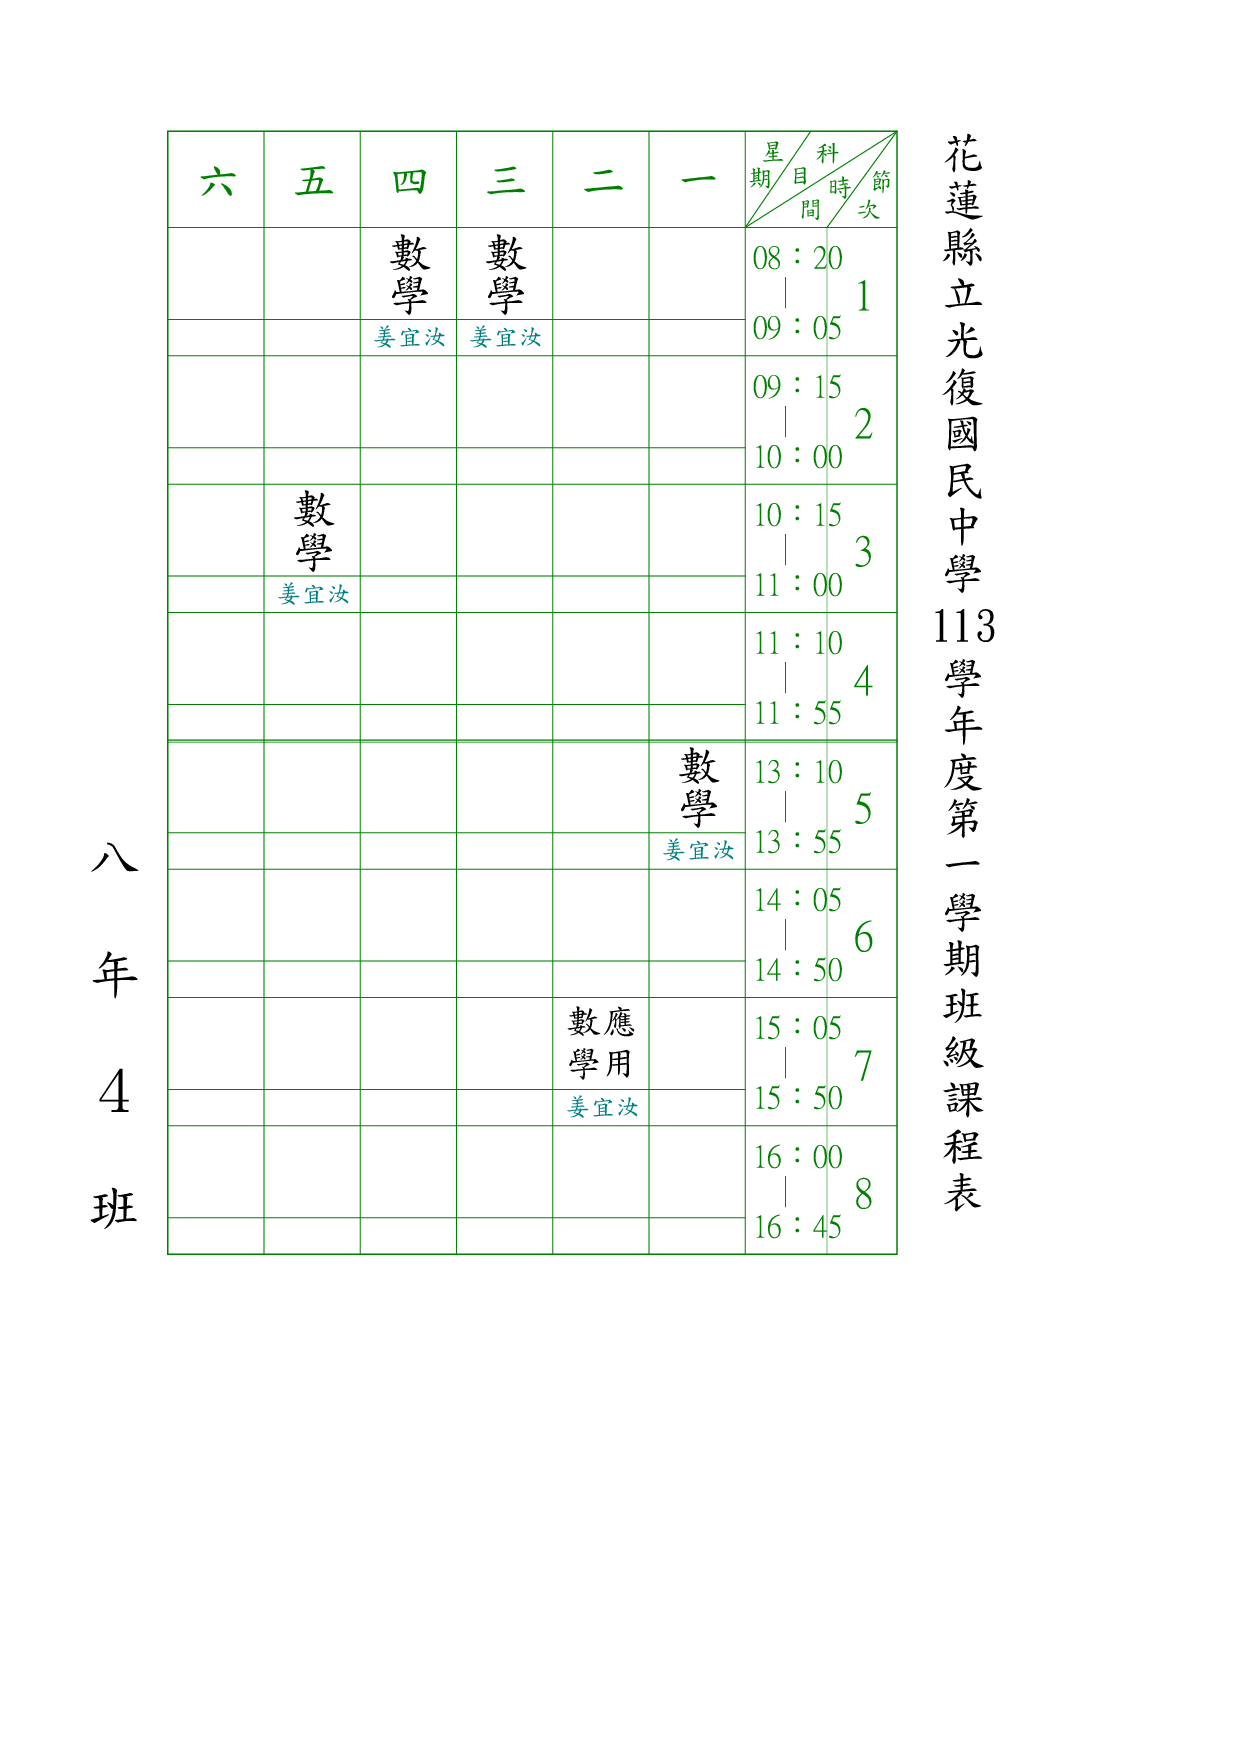 花蓮縣立光復國民中學113學年度第一學期班級課程表
星期 科目 時間 節次
一
二
三
四
五
六
08：20
｜
09：05
1
數學
姜宜汝
數學
姜宜汝
09：15
｜
10：00
2
10：15
｜
11：00
3
數學
姜宜汝
11：10
｜
11：55
4
13：10
｜
13：55
5
數學
姜宜汝
14：05
｜
14：50
6
15：05
｜
15：50
7
應用數學
姜宜汝
16：00
｜
16：45
8
八年4班